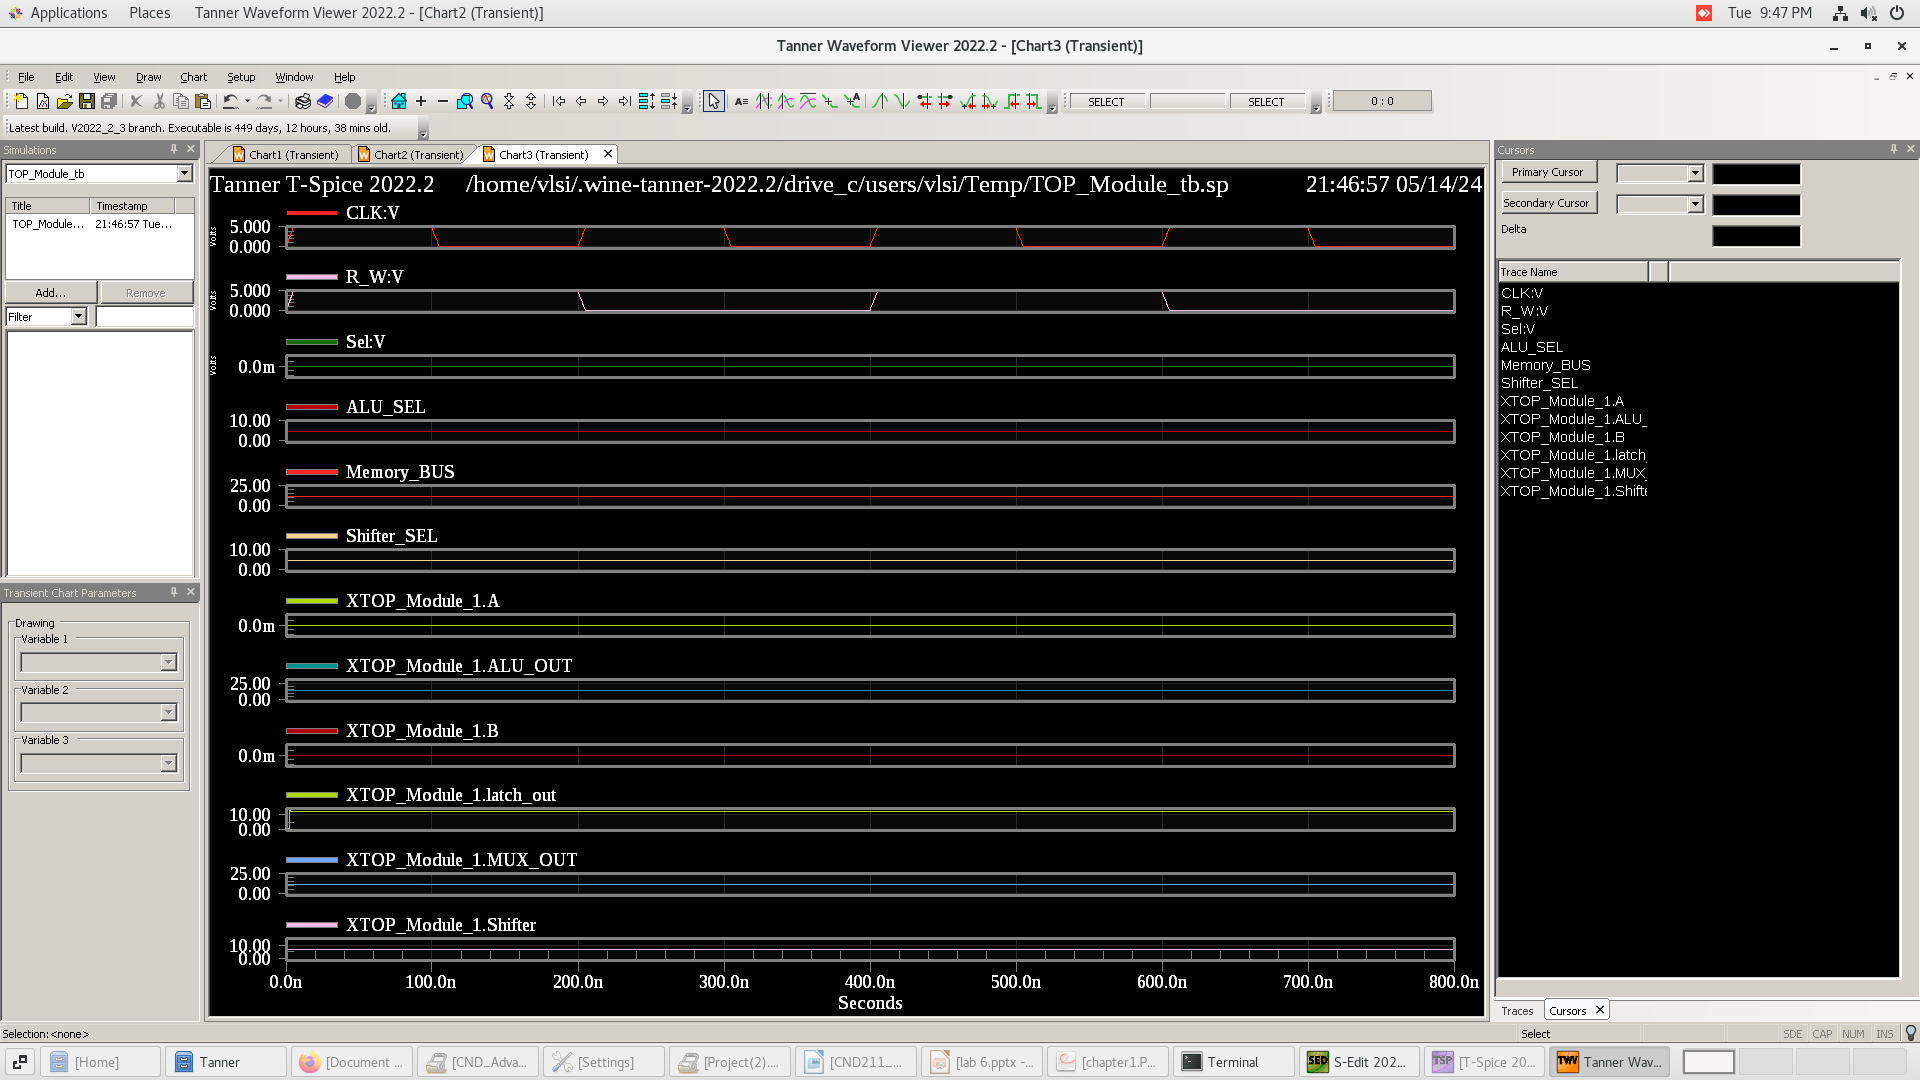 Applications Places Tanner Waveform Viewer 2022.2 - [Chart2 (Transient)] Tue 9:47 PM
Tanner Waveform Viewer 2022.2 - [Chart3 (Transient)]
File Edit View Draw Chart Setup Window Help
SELECT SELECT 0 : 0
Latest build. V2022_2_3 branch. Executable is 449 days, 12 hours, 38 mins old.
Simulations
TOP_Module_tb
Title Timestamp
TOP_Module... 21:46:57 Tue...
Add... Remove
Filter
Transient Chart Parameters
Drawing
Variable 1
Variable 2
Variable 3
Chart1 (Transient) Chart2 (Transient) Chart3 (Transient)
Tanner T-Spice 2022.2 /home/vlsi/.wine-tanner-2022.2/drive_c/users/vlsi/Temp/TOP_Module_tb.sp 21:46:57 05/14/24
CLK:V
Volts
5.000
0.000
R_W:V
Volts
5.000
0.000
Sel:V
Volts
0.0m
ALU_SEL
10.00
0.00
Memory_BUS
25.00
0.00
Shifter_SEL
10.00
0.00
XTOP_Module_1.A
0.0m
XTOP_Module_1.ALU_OUT
25.00
0.00
XTOP_Module_1.B
0.0m
XTOP_Module_1.latch_out
10.00
0.00
XTOP_Module_1.MUX_OUT
25.00
0.00
XTOP_Module_1.Shifter
10.00
0.00
0.0n 100.0n 200.0n 300.0n 400.0n 500.0n 600.0n 700.0n 800.0n
Seconds
Cursors
Primary Cursor
Secondary Cursor
Delta
Trace Name
CLK:V
R_W:V
Sel:V
ALU_SEL
Memory_BUS
Shifter_SEL
XTOP_Module_1.A
XTOP_Module_1.ALU_
XTOP_Module_1.B
XTOP_Module_1.latch_
XTOP_Module_1.MUX_
XTOP_Module_1.Shifte
Traces Cursors
Selection: <none> Select SDE CAP NUM INS
[Home] Tanner [Document ... [CND_Adva... [Settings] [Project(2).... [CND211_... [lab 6.pptx -... [chapter1.P... Terminal S-Edit 202... [T-Spice 20... Tanner Wav...
SED TSP TWV